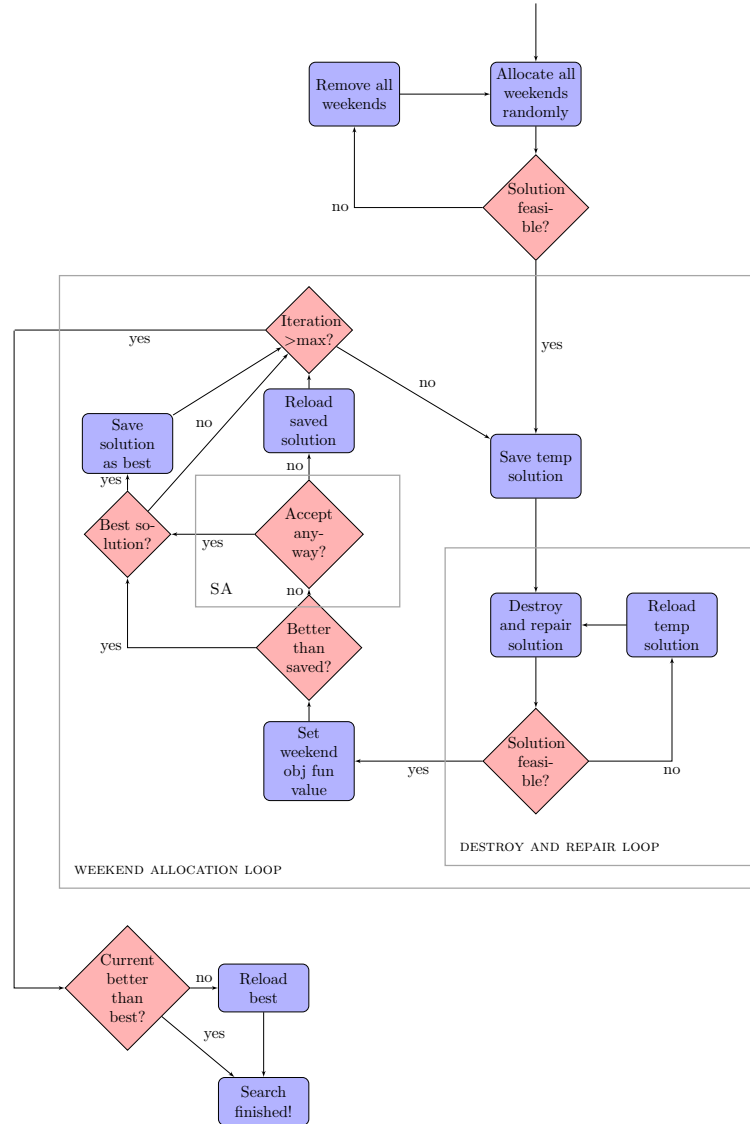 Remove all
weekends
Allocate all
weekends
randomly
Solution
feasi-
ble?
no
yes
Iteration
>max?
yes
no
no
Save
solution
as best
Reload
saved
solution
Save temp
solution
yes
no
Best so-
lution?
Accept
any-
way?
yes
SA
no
Better
than
saved?
yes
Destroy
and repair
solution
Reload
temp
solution
Set
weekend
obj fun
value
yes
Solution
feasi-
ble?
no
DESTROY AND REPAIR LOOP
WEEKEND ALLOCATION LOOP
Current
better
than
best?
no
Reload
best
yes
Search
finished!